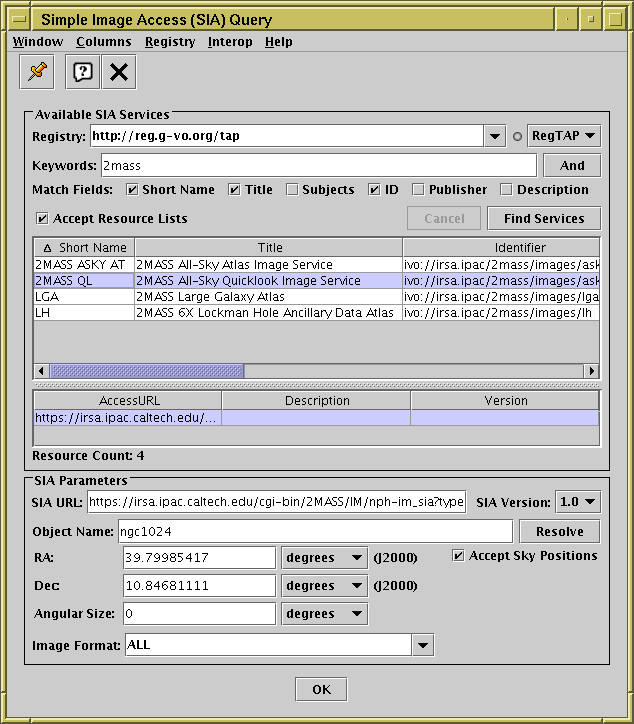 Simple Image Access (SIA) Query
Window Columns Registry Interop Help
Available SIA Services
Registry: http://reg.g-vo.org/tap RegTAP
Keywords: 2mass And
Match Fields: Short Name Title Subjects ID Publisher Description
Accept Resource Lists Cancel Find Services
Short Name Title Identifier
2MASS ASKY AT 2MASS All-Sky Atlas Image Service ivo://irsa.ipac/2mass/images/ask
2MASS QL 2MASS All-Sky Quicklook Image Service ivo://irsa.ipac/2mass/images/ask
LGA 2MASS Large Galaxy Atlas ivo://irsa.ipac/2mass/images/lga
LH 2MASS 6X Lockman Hole Ancillary Data Atlas ivo://irsa.ipac/2mass/images/lh
AccessURL Description Version
https://irsa.ipac.caltech.edu/...
Resource Count: 4
SIA Parameters
SIA URL: https://irsa.ipac.caltech.edu/cgi-bin/2MASS/IM/nph-im_sia?type SIA Version: 1.0
Object Name: ngc1024 Resolve
RA: 39.79985417 degrees (J2000) Accept Sky Positions
Dec: 10.84681111 degrees (J2000)
Angular Size: 0 degrees
Image Format: ALL
OK